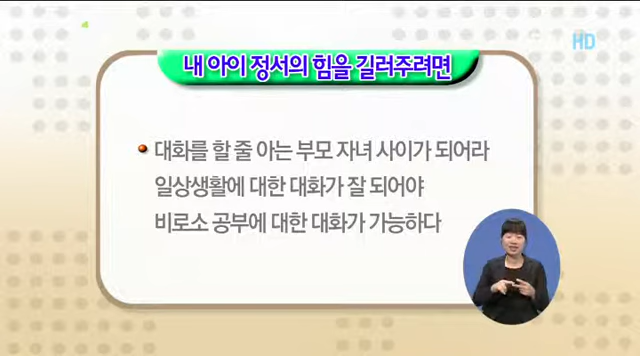 HD
내 아이 정서의 힘을 길러주려면
대화를 할 줄 아는 부모 자녀 사이가 되어라
일상생활에 대한 대화가 잘 되어야
비로소 공부에 대한 대화가 가능하다